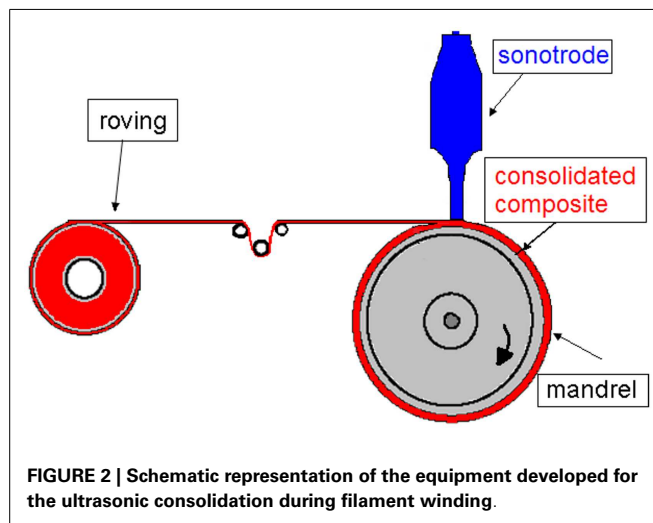 sonotrode
roving
consolidated
composite
mandrel
FIGURE 2 | Schematic representation of the equipment developed for
the ultrasonic consolidation during filament winding.